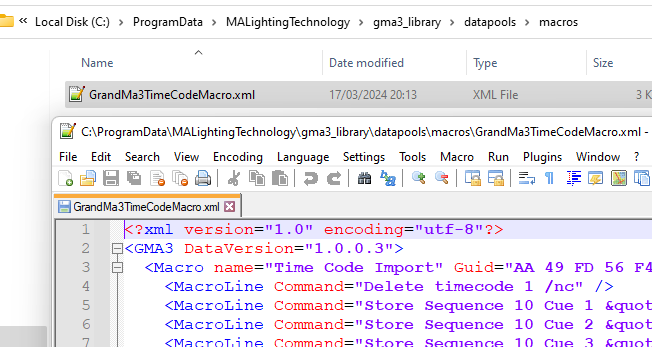 « Local Disk (C:) > ProgramData > MALightingTechnology > gma3_library > datapools > macros
Name Date modified Type Size
GrandMa3TimeCodeMacro.xml 17/03/2024 20:13 XML File 3 K
C:\ProgramData\MALightingTechnology\gma3_library\datapools\macros\GrandMa3TimeCodeMacro.xml -
File Edit Search View Encoding Language Settings Tools Macro Run Plugins Window ?
GrandMa3TimeCodeMacro.xml
1 <?xml version="1.0" encoding="utf-8"?>
2 <GMA3 DataVersion="1.0.0.3">
3 <Macro name="Time Code Import" Guid="AA 49 FD 56 F4
4 <MacroLine Command="Delete timecode 1 /nc" />
5 <MacroLine Command="Store Sequence 10 Cue 1 &quot
6 <MacroLine Command="Store Sequence 10 Cue 2 &quot
7 <MacroLine Command="Store Sequence 10 Cue 3 &quot